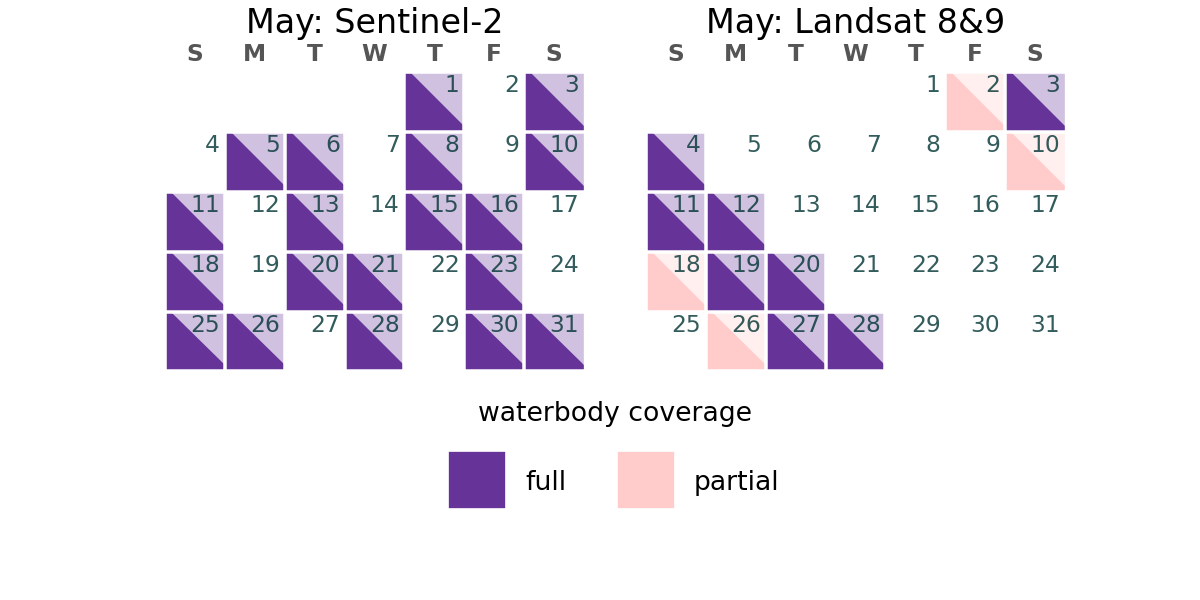 May: Sentinel-2
S M T W T F S
1 2 3
4 5 6 7 8 9 10
11 12 13 14 15 16 17
18 19 20 21 22 23 24
25 26 27 28 29 30 31
May: Landsat 8&9
S M T W T F S
1 2 3
4 5 6 7 8 9 10
11 12 13 14 15 16 17
18 19 20 21 22 23 24
25 26 27 28 29 30 31
waterbody coverage
full partial